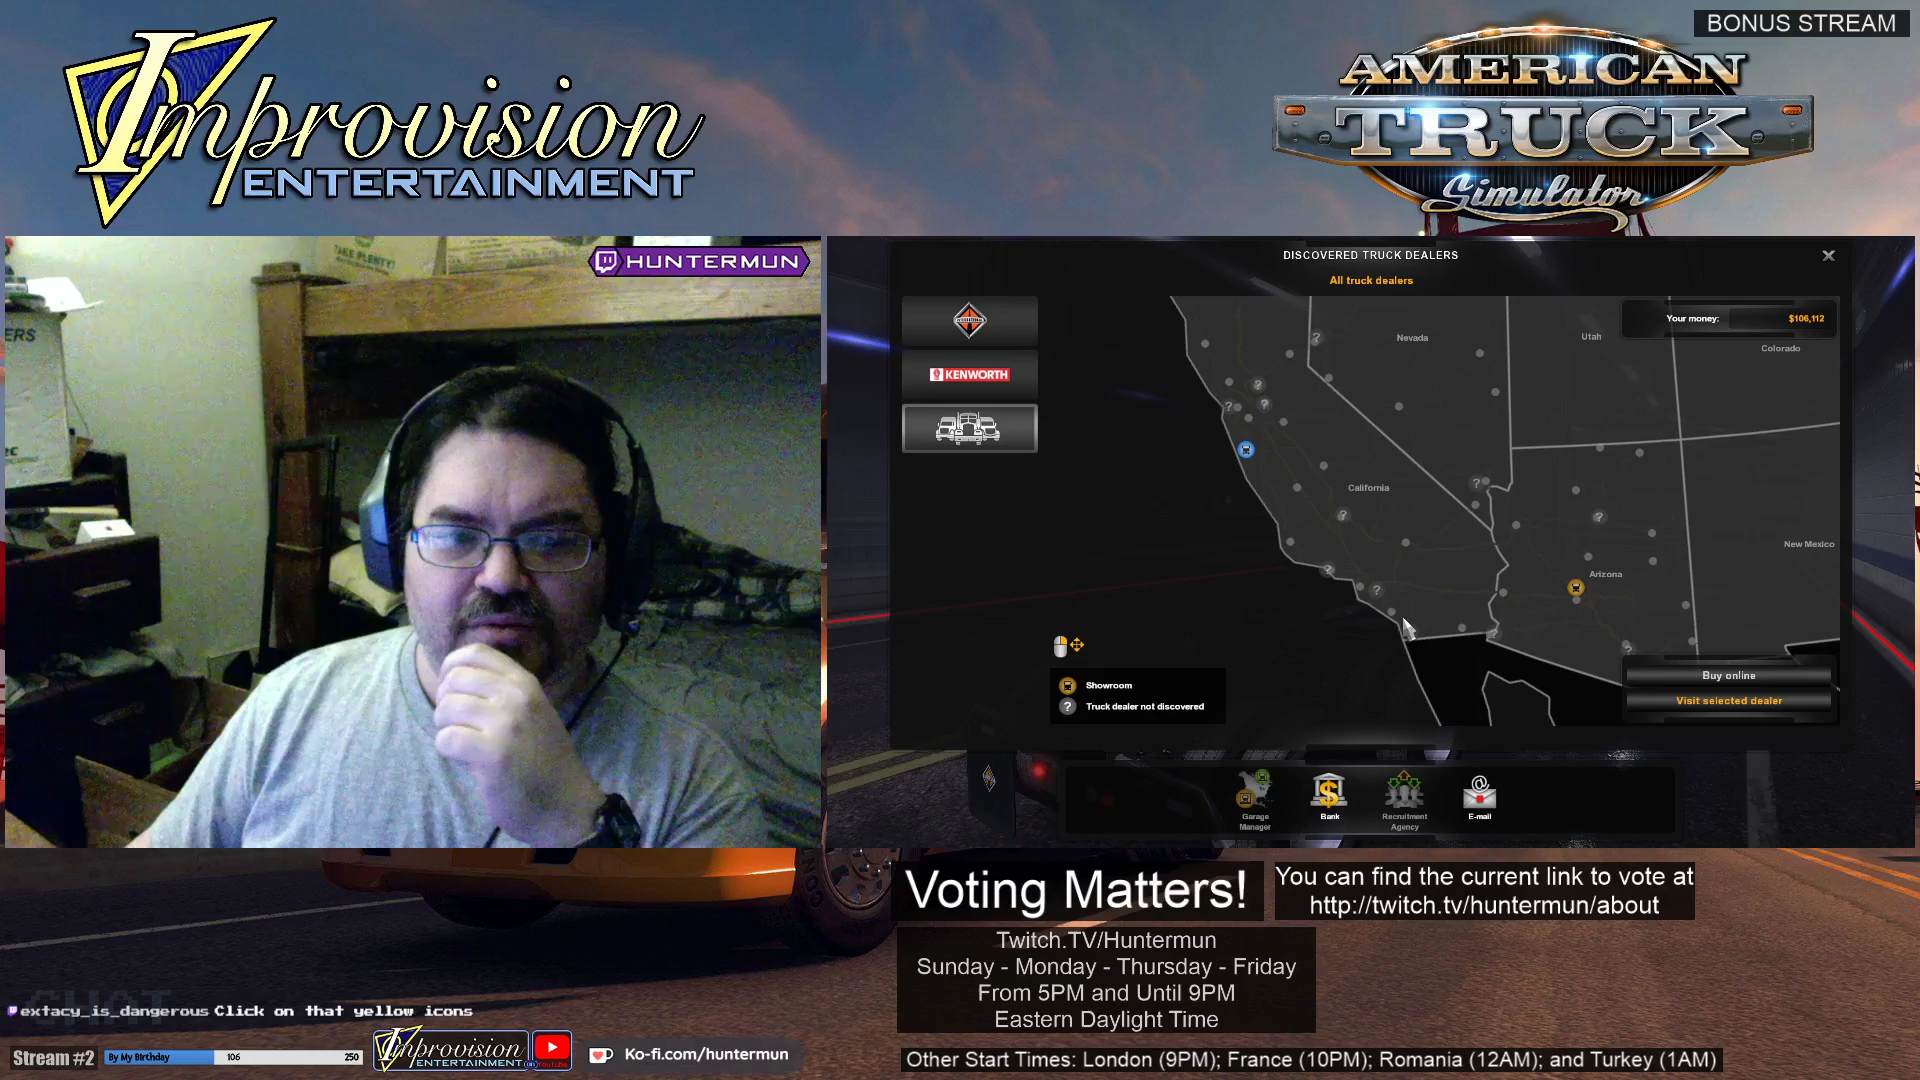 BONUS STREAM
Improvision
ENTERTAINMENT
AMERICAN
TRUCK
Simulator
TAKE PLENTY!
HUNTERMUN
ERS
DISCOVERED TRUCK DEALERS
All truck dealers
KENWORTH
Your money: $106,112
Nevada
Utah
Colorado
California
Arizona
New Mexico
Showroom
Truck dealer not discovered
Buy online
Visit selected dealer
Garage Manager
Bank
Recruitment Agency
E-mail
Voting Matters!
You can find the current link to vote at
http://twitch.tv/huntermun/about
Twitch.TV/Huntermun
Sunday - Monday - Thursday - Friday
From 5PM and Until 9PM
Eastern Daylight Time
CHAT
extacy_is_dangerous Click on that yellow icons
Stream #2
By My Birthday 106 250
Improvision
ENTERTAINMENT
Ko-fi.com/huntermun
Other Start Times: London (9PM); France (10PM); Romania (12AM); and Turkey (1AM)